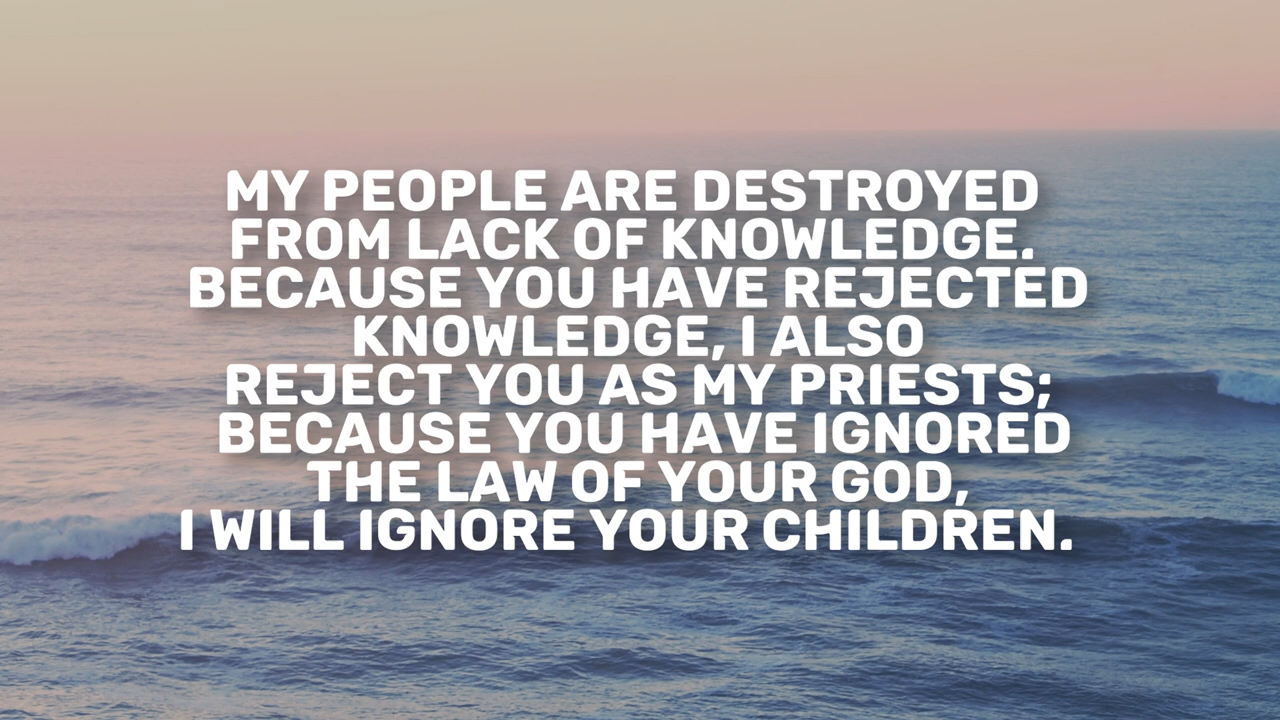 MY PEOPLE ARE DESTROYED
FROM LACK OF KNOWLEDGE.
BECAUSE YOU HAVE REJECTED
KNOWLEDGE, I ALSO
REJECT YOU AS MY PRIESTS;
BECAUSE YOU HAVE IGNORED
THE LAW OF YOUR GOD,
I WILL IGNORE YOUR CHILDREN.